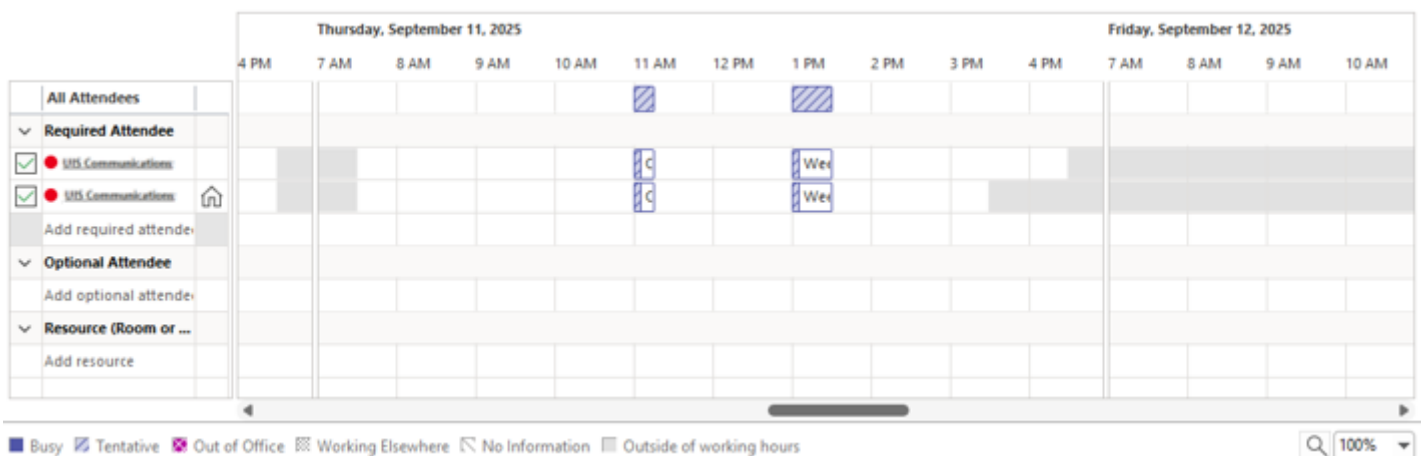 Thursday, September 11, 2025 Friday, September 12, 2025
4 PM 7 AM 8 AM 9 AM 10 AM 11 AM 12 PM 1 PM 2 PM 3 PM 4 PM 7 AM 8 AM 9 AM 10 AM
All Attendees
Required Attendee
UIS Communications C Wee
UIS Communications C Wee
Add required attende
Optional Attendee
Add optional attende
Resource (Room or ...
Add resource
Busy Tentative Out of Office Working Elsewhere No Information Outside of working hours 100%